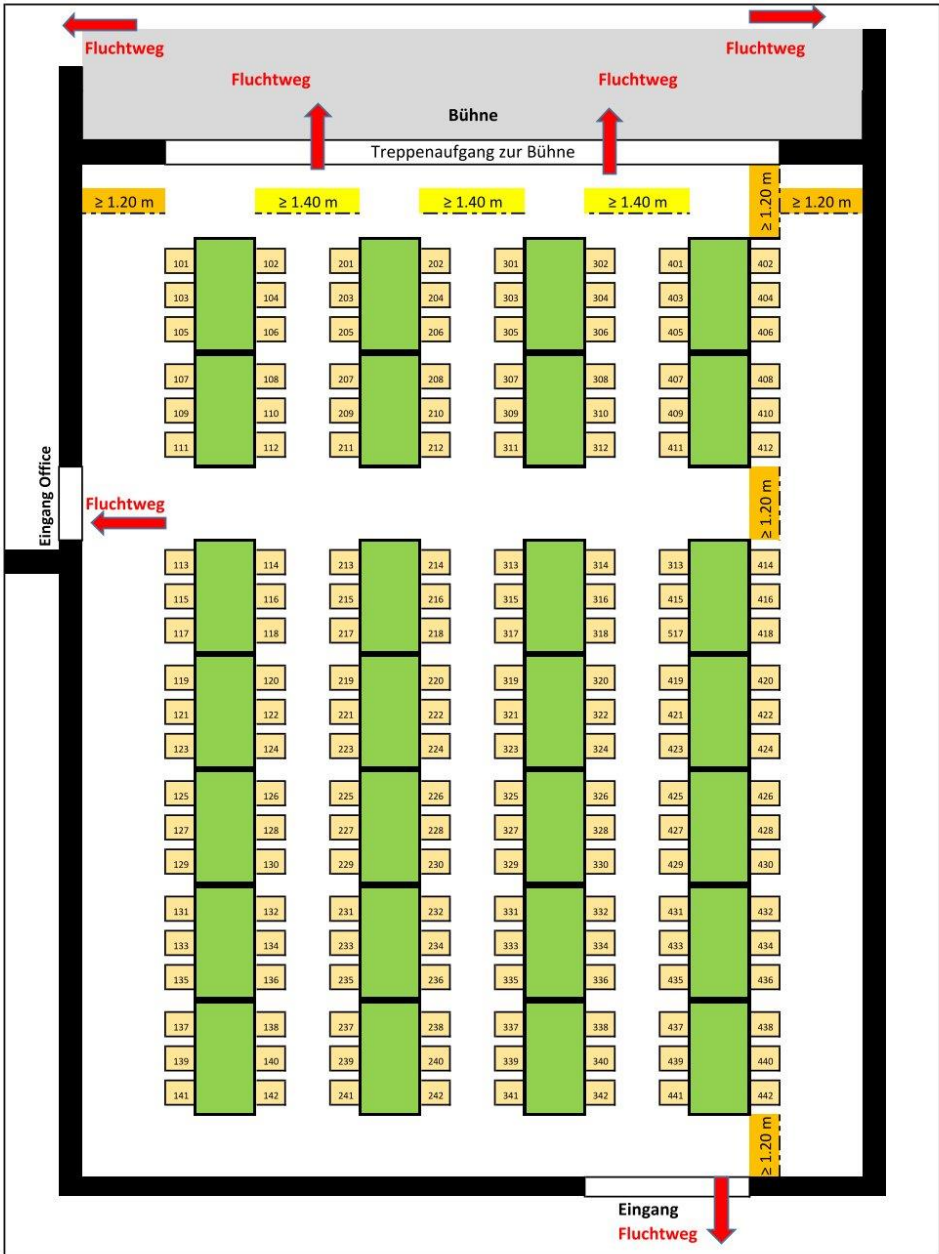 Fluchtweg Fluchtweg
Fluchtweg Fluchtweg
Bühne
Treppenaufgang zur Bühne
≥ 1.20 m ≥ 1.40 m ≥ 1.40 m ≥ 1.40 m ≥ 1.20 m ≥ 1.20 m
101 102 201 202 301 302 401 402
103 104 203 204 303 304 403 404
105 106 205 206 305 306 405 406
107 108 207 208 307 308 407 408
109 110 209 210 309 310 409 410
111 112 211 212 311 312 411 412
Eingang Office
Fluchtweg
≥ 1.20 m
113 114 213 214 313 314 313 414
115 116 215 216 315 316 415 416
117 118 217 218 317 318 517 418
119 120 219 220 319 320 419 420
121 122 221 222 321 322 421 422
123 124 223 224 323 324 423 424
125 126 225 226 325 326 425 426
127 128 227 228 327 328 427 428
129 130 229 230 329 330 429 430
131 132 231 232 331 332 431 432
133 134 233 234 333 334 433 434
135 136 235 236 335 336 435 436
137 138 237 238 337 338 437 438
139 140 239 240 339 340 439 440
141 142 241 242 341 342 441 442
≥ 1.20 m
Eingang
Fluchtweg